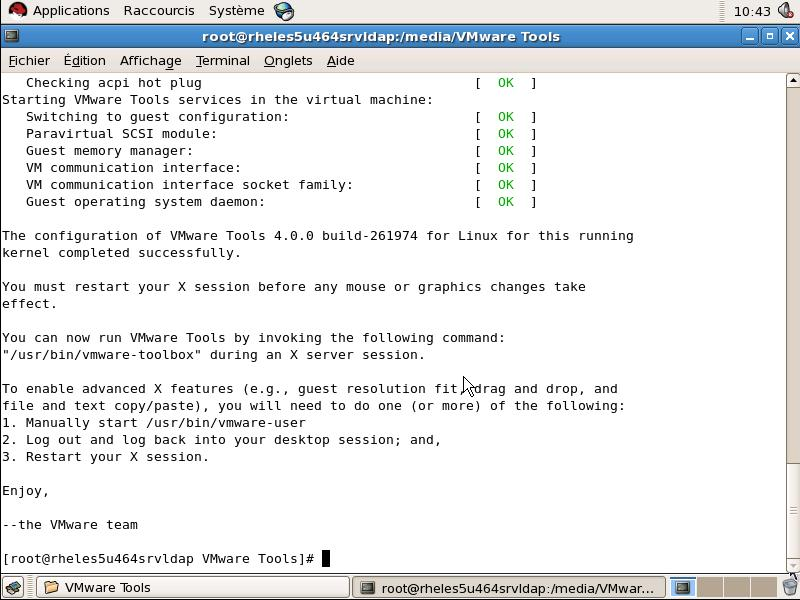 Applications Raccourcis Système 10:43
root@rheles5u464srvldap:/media/VMware Tools
Fichier Édition Affichage Terminal Onglets Aide
Checking acpi hot plug [ OK ]
Starting VMware Tools services in the virtual machine:
Switching to guest configuration: [ OK ]
Paravirtual SCSI module: [ OK ]
Guest memory manager: [ OK ]
VM communication interface: [ OK ]
VM communication interface socket family: [ OK ]
Guest operating system daemon: [ OK ]
The configuration of VMware Tools 4.0.0 build-261974 for Linux for this running
kernel completed successfully.
You must restart your X session before any mouse or graphics changes take
effect.
You can now run VMware Tools by invoking the following command:
"/usr/bin/vmware-toolbox" during an X server session.
To enable advanced X features (e.g., guest resolution fit, drag and drop, and
file and text copy/paste), you will need to do one (or more) of the following:
1. Manually start /usr/bin/vmware-user
2. Log out and log back into your desktop session; and,
3. Restart your X session.
Enjoy,
--the VMware team
[root@rheles5u464srvldap VMware Tools]#
VMware Tools root@rheles5u464srvldap:/media/VMwar...